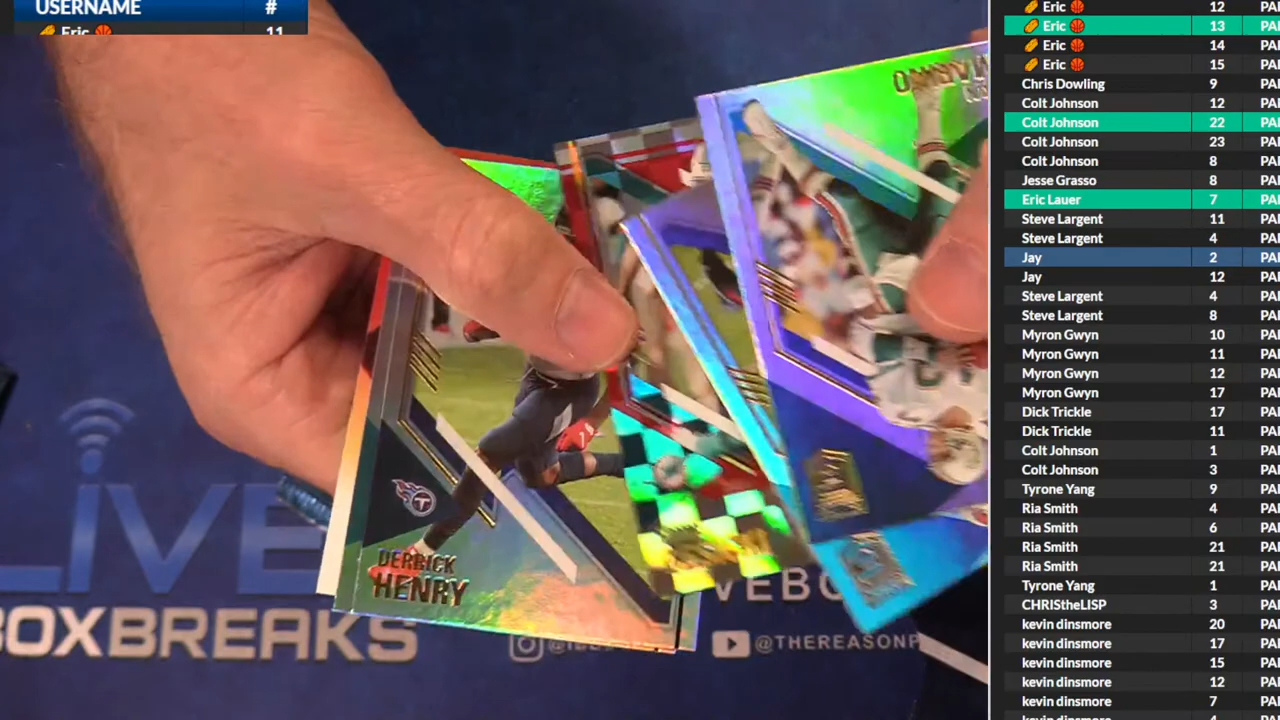 USERNAME #
Eric 11
Eric 12 PA
Eric 13 PA
Eric 14 PA
Eric 15 PA
Chris Dowling 9 PA
Colt Johnson 12 PA
Colt Johnson 22 PA
Colt Johnson 23 PA
Colt Johnson 8 PA
Jesse Grasso 8 PA
Eric Lauer 7 PA
Steve Largent 11 PA
Steve Largent 4 PA
Jay 2 PA
Jay 12 PA
Steve Largent 4 PA
Steve Largent 8 PA
Myron Gwyn 10 PA
Myron Gwyn 11 PA
Myron Gwyn 12 PA
Myron Gwyn 17 PA
Dick Trickle 17 PA
Dick Trickle 11 PA
Colt Johnson 1 PA
Colt Johnson 3 PA
Tyrone Yang 9 PA
Ria Smith 4 PA
Ria Smith 6 PA
Ria Smith 21 PA
Ria Smith 21 PA
Tyrone Yang 1 PA
CHRIStheLISP 3 PA
kevin dinsmore 20 PA
kevin dinsmore 17 PA
kevin dinsmore 15 PA
kevin dinsmore 12 PA
kevin dinsmore 7 PA
DERRICK
HENRY
LIVE
BOXBREAKS
VEBO
@THEREASONP